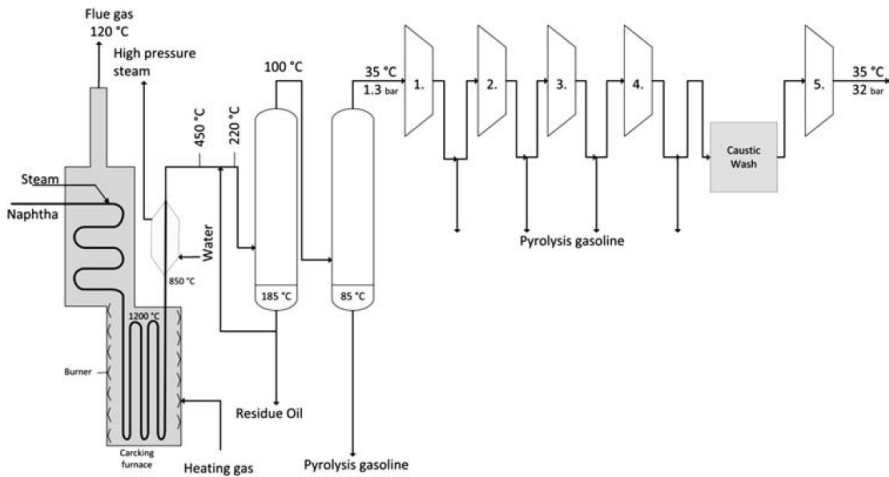 Flue gas
120 °C
High pressure
steam
450 °C
220 °C
100 °C
35 °C
1.3 bar
1.
2.
3.
4.
5.
35 °C
32 bar
Caustic
Wash
Steam
Naphtha
Water
850 °C
185 °C
85 °C
Pyrolysis gasoline
1200 °C
Burner
Residue Oil
Carcking
furnace
Heating gas
Pyrolysis gasoline